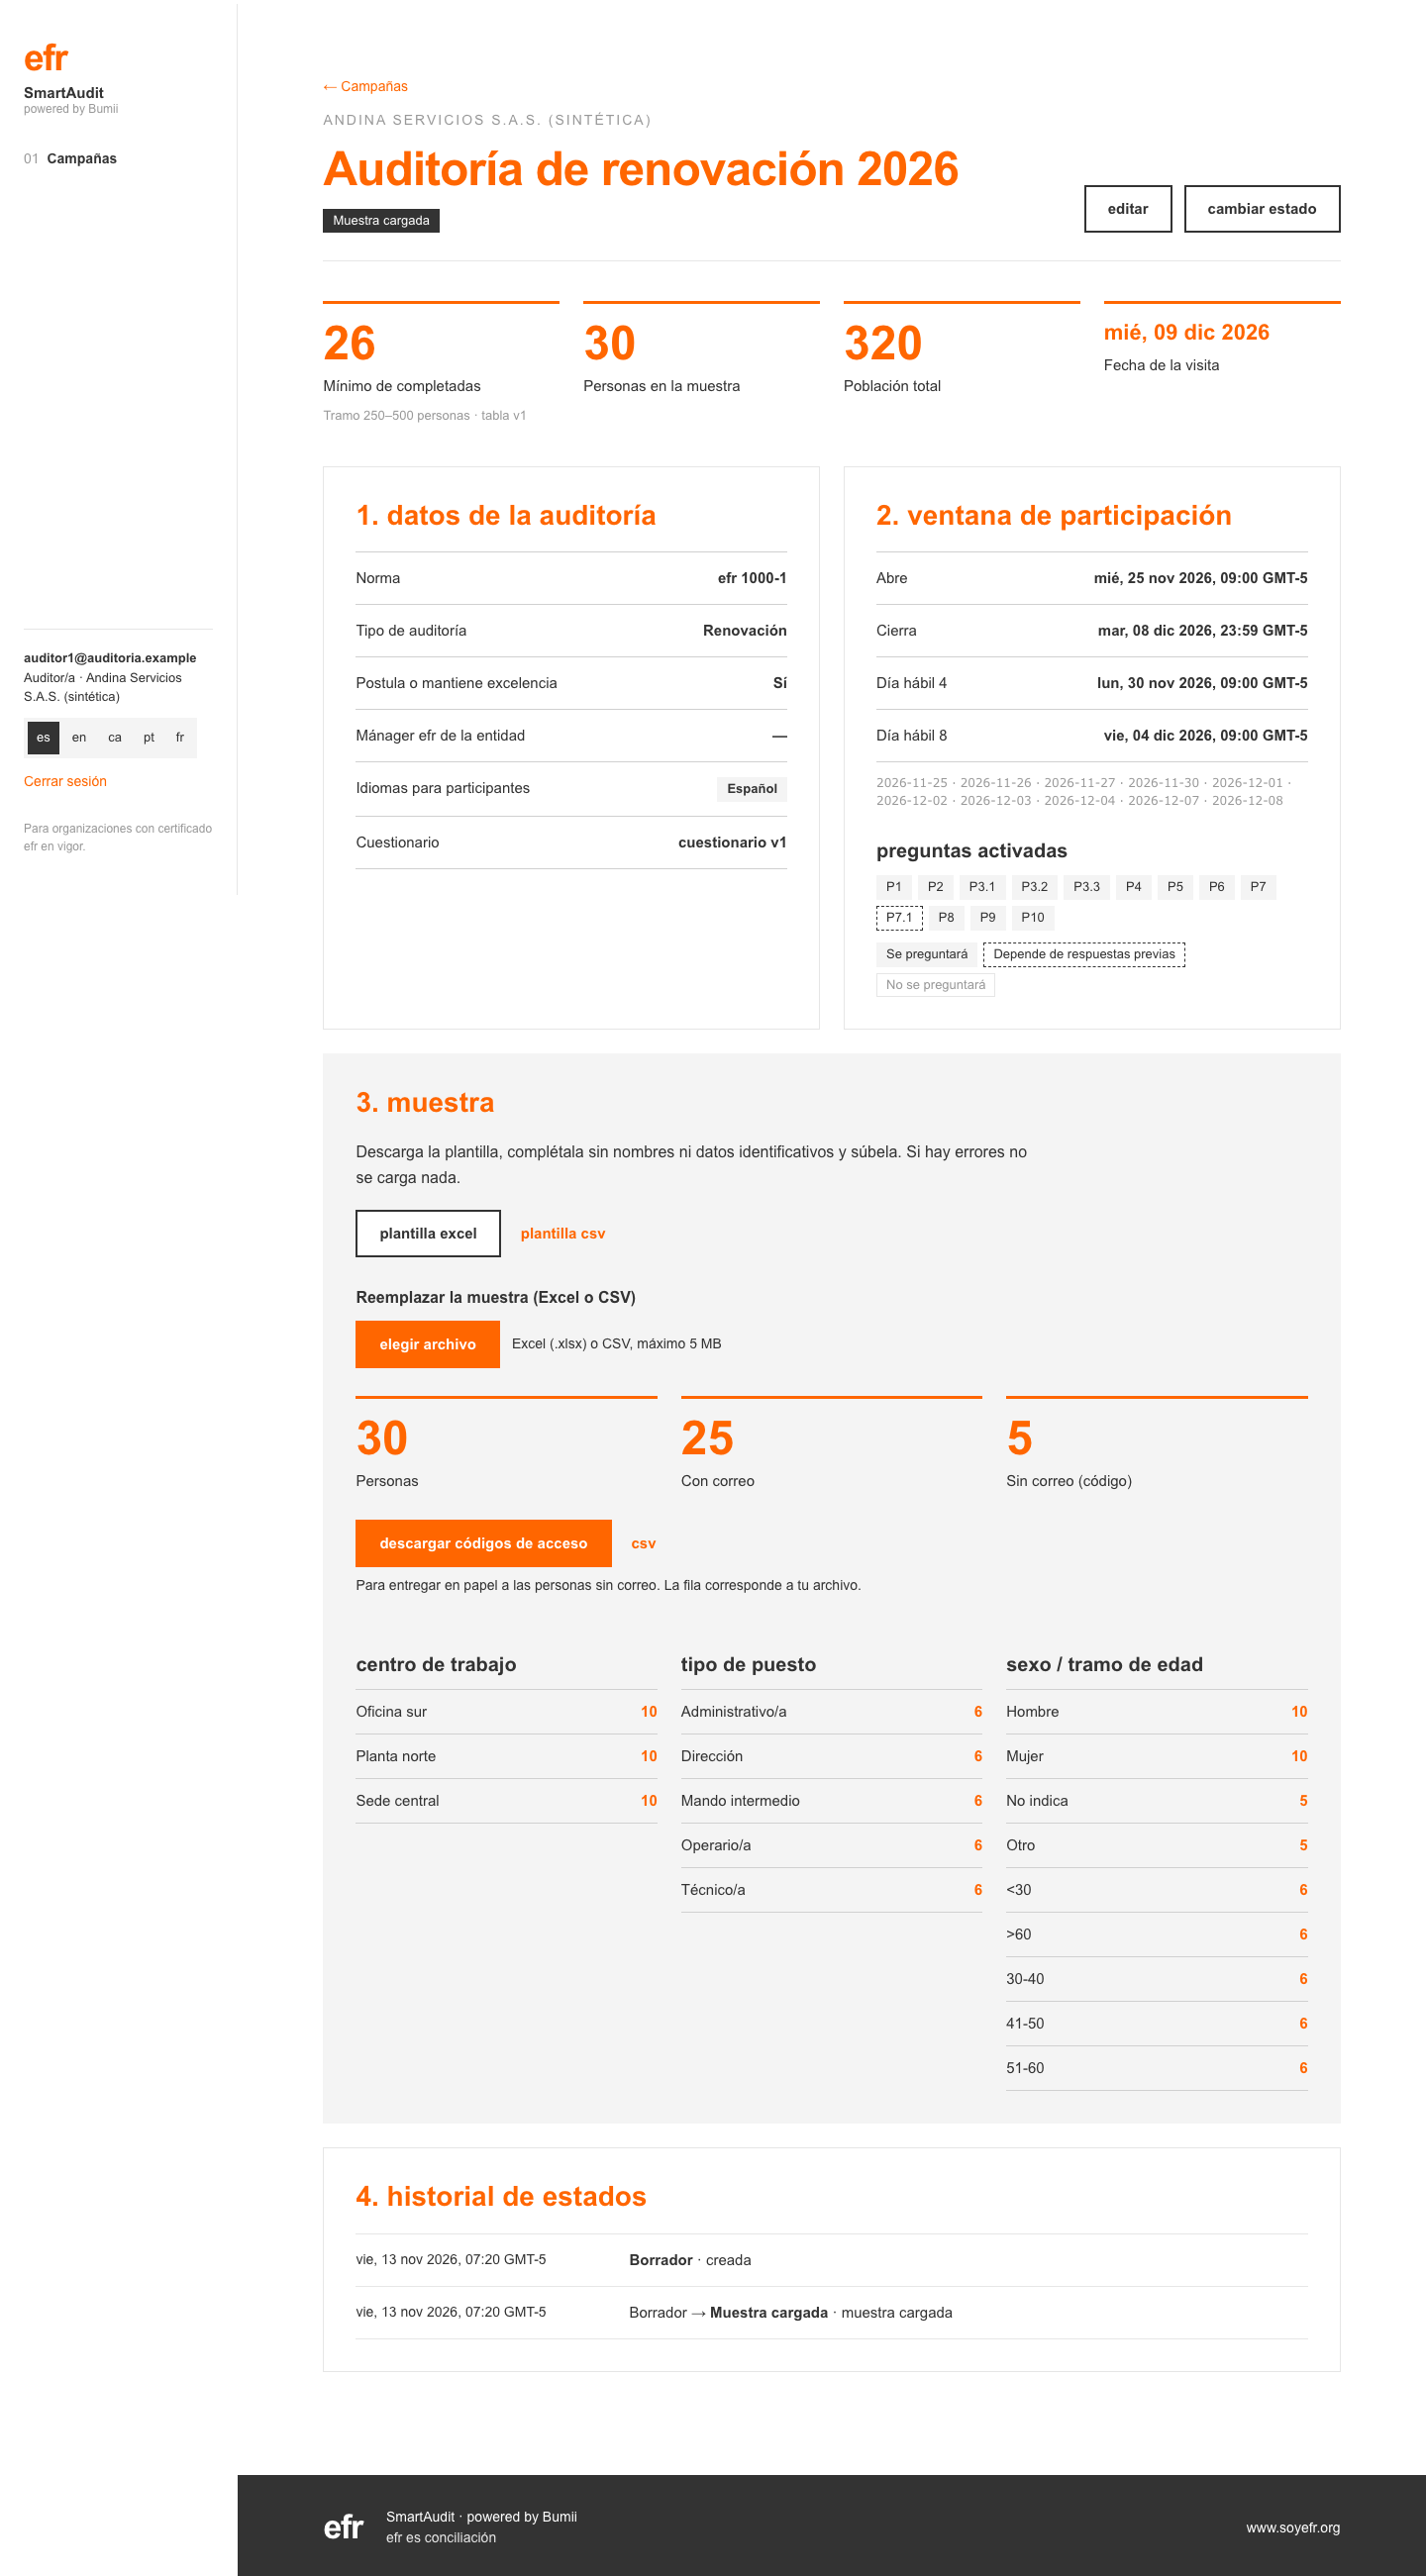 efr
SmartAudit
powered by Bumii
01 Campañas
auditor1@auditoria.example
Auditor/a · Andina Servicios
S.A.S. (sintética)
es en ca pt fr
Cerrar sesión
Para organizaciones con certificado
efr en vigor.
← Campañas
ANDINA SERVICIOS S.A.S. (SINTÉTICA)
Auditoría de renovación 2026
Muestra cargada
editar
cambiar estado
26
Mínimo de completadas
Tramo 250–500 personas · tabla v1
30
Personas en la muestra
320
Población total
mié, 09 dic 2026
Fecha de la visita
1. datos de la auditoría
Norma efr 1000-1
Tipo de auditoría Renovación
Postula o mantiene excelencia Sí
Mánager efr de la entidad —
Idiomas para participantes Español
Cuestionario cuestionario v1
2. ventana de participación
Abre mié, 25 nov 2026, 09:00 GMT-5
Cierra mar, 08 dic 2026, 23:59 GMT-5
Día hábil 4 lun, 30 nov 2026, 09:00 GMT-5
Día hábil 8 vie, 04 dic 2026, 09:00 GMT-5
2026-11-25 · 2026-11-26 · 2026-11-27 · 2026-11-30 · 2026-12-01 ·
2026-12-02 · 2026-12-03 · 2026-12-04 · 2026-12-07 · 2026-12-08
preguntas activadas
P1 P2 P3.1 P3.2 P3.3 P4 P5 P6 P7
P7.1 P8 P9 P10
Se preguntará Depende de respuestas previas
No se preguntará
3. muestra
Descarga la plantilla, complétala sin nombres ni datos identificativos y súbela. Si hay errores no
se carga nada.
plantilla excel plantilla csv
Reemplazar la muestra (Excel o CSV)
elegir archivo Excel (.xlsx) o CSV, máximo 5 MB
30
Personas
25
Con correo
5
Sin correo (código)
descargar códigos de acceso csv
Para entregar en papel a las personas sin correo. La fila corresponde a tu archivo.
centro de trabajo
Oficina sur 10
Planta norte 10
Sede central 10
tipo de puesto
Administrativo/a 6
Dirección 6
Mando intermedio 6
Operario/a 6
Técnico/a 6
sexo / tramo de edad
Hombre 10
Mujer 10
No indica 5
Otro 5
<30 6
>60 6
30-40 6
41-50 6
51-60 6
4. historial de estados
vie, 13 nov 2026, 07:20 GMT-5 Borrador · creada
vie, 13 nov 2026, 07:20 GMT-5 Borrador → Muestra cargada · muestra cargada
efr
SmartAudit · powered by Bumii
efr es conciliación
www.soyefr.org